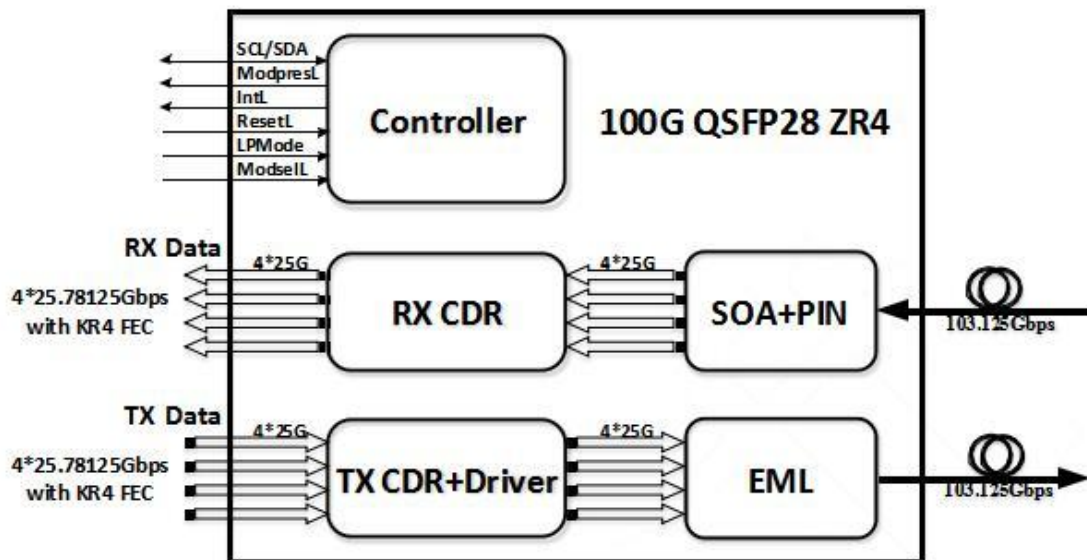 SCL/SDA
ModpresL
IntL
ResetL
LPMode
ModselL
Controller
100G QSFP28 ZR4
RX Data
4*25G
4*25G
4*25.78125Gbps
with KR4 FEC
RX CDR
SOA+PIN
103.125Gbps
TX Data
4*25G
4*25G
4*25.78125Gbps
with KR4 FEC
TX CDR+Driver
EML
103.125Gbps